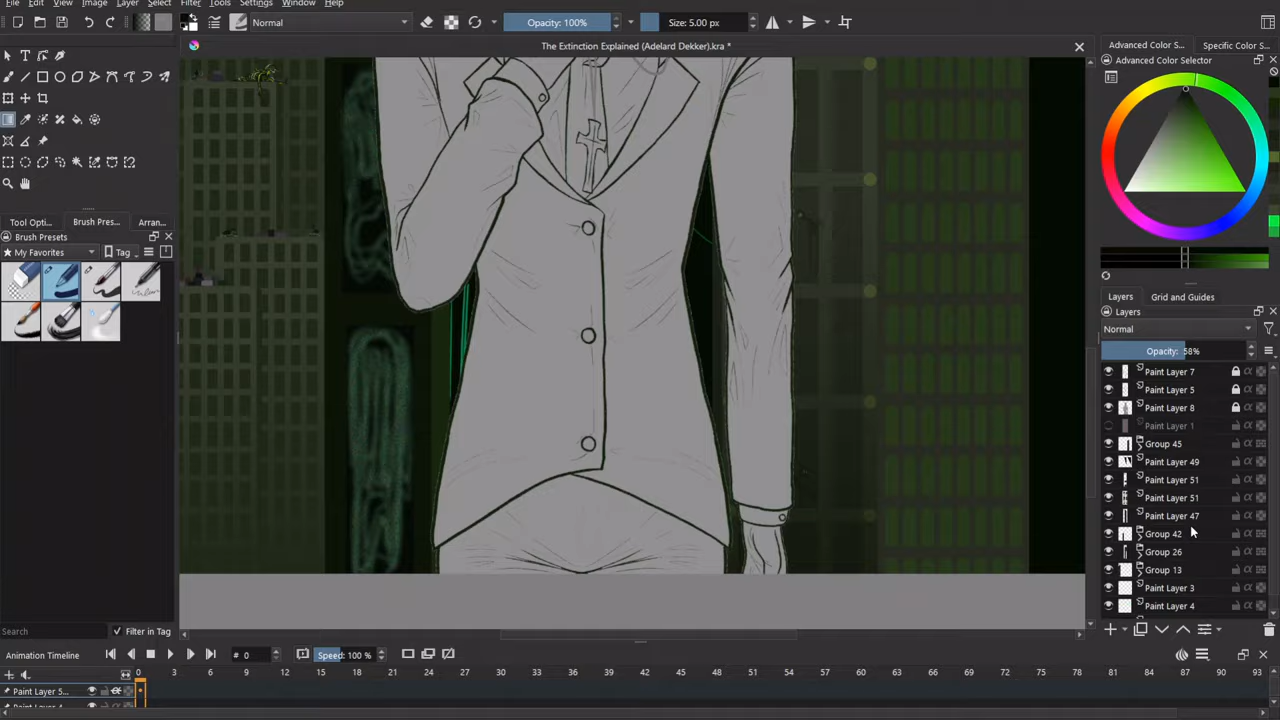 File Edit View Image Layer Select Filter Tools Settings Window Help
Normal Opacity: 100% Size: 5.00 px
The Extinction Explained (Adelard Dekker).kra *
Advanced Color S... Specific Color S...
Advanced Color Selector
Tool Opti... Brush Pres... Arran...
Brush Presets
My Favorites Tag
Layers Grid and Guides
Layers
Normal
Opacity: 58%
Paint Layer 7
Paint Layer 5
Paint Layer 8
Paint Layer 1
Group 45
Paint Layer 49
Paint Layer 51
Paint Layer 51
Paint Layer 47
Group 42
Group 26
Group 13
Paint Layer 3
Paint Layer 4
Search Filter in Tag
Animation Timeline # 0 Speed: 100 %
0 3 6 9 12 15 18 21 24 27 30 33 36 39 42 45 48 51 54 57 60 63 66 69 72 75 78 81 84 87 90 93
Paint Layer 5...